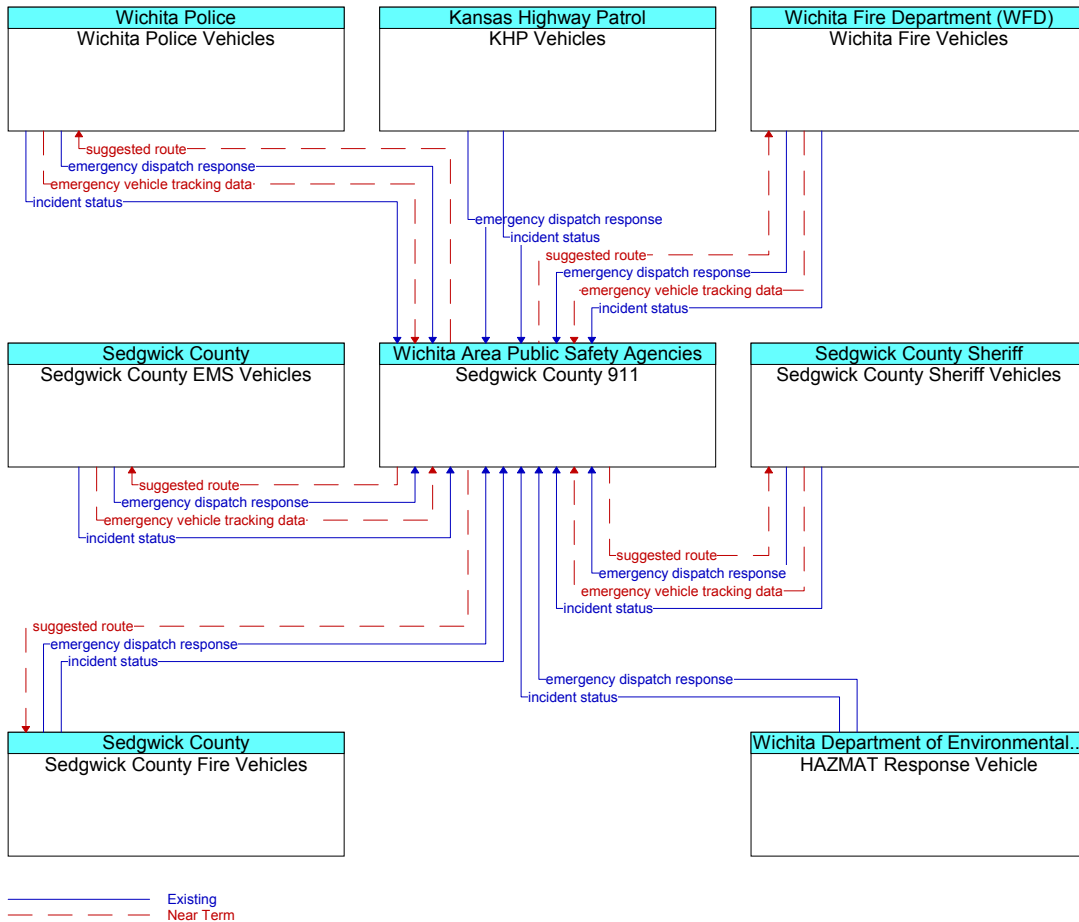 Wichita Police
Wichita Police Vehicles
Kansas Highway Patrol
KHP Vehicles
Wichita Fire Department (WFD)
Wichita Fire Vehicles
suggested route
emergency dispatch response
emergency vehicle tracking data
incident status
emergency dispatch response
incident status
suggested route
emergency dispatch response
emergency vehicle tracking data
incident status
Sedgwick County
Sedgwick County EMS Vehicles
Wichita Area Public Safety Agencies
Sedgwick County 911
Sedgwick County Sheriff
Sedgwick County Sheriff Vehicles
suggested route
emergency dispatch response
emergency vehicle tracking data
incident status
suggested route
emergency dispatch response
emergency vehicle tracking data
incident status
suggested route
emergency dispatch response
incident status
emergency dispatch response
incident status
Sedgwick County
Sedgwick County Fire Vehicles
Wichita Department of Environmental...
HAZMAT Response Vehicle
Existing
Near Term